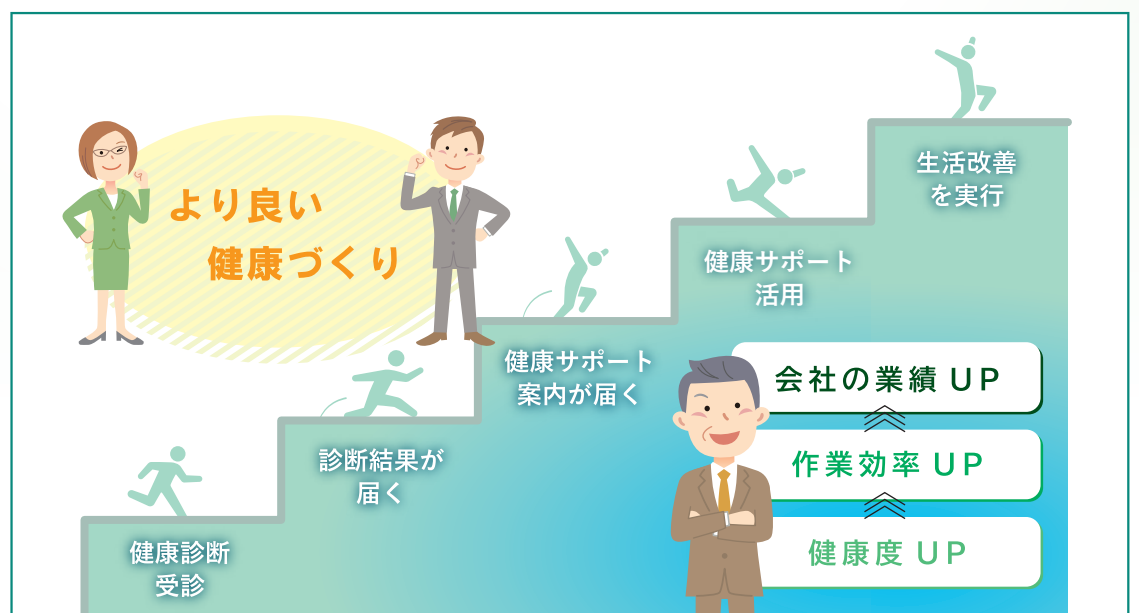 より良い
健康づくり
生活改善
を実行
健康サポート
活用
健康サポート
案内が届く
診断結果が
届く
健康診断
受診
会社の業績 UP
作業効率 UP
健康度 UP